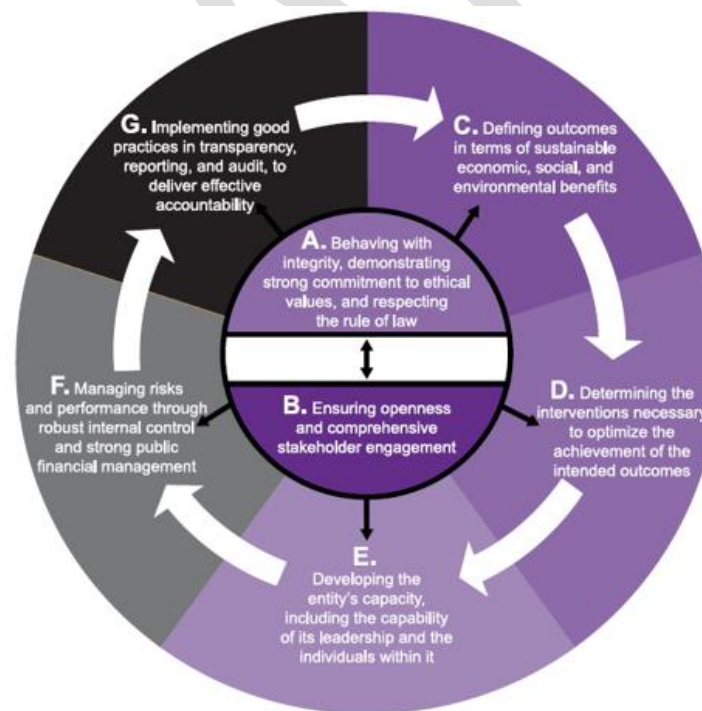 G. Implementing good
practices in transparency,
reporting, and audit, to
deliver effective
accountability
C. Defining outcomes
in terms of sustainable
economic, social, and
environmental benefits
A. Behaving with
integrity, demonstrating
strong commitment to ethical
values, and respecting
the rule of law
B. Ensuring openness
and comprehensive
stakeholder engagement
F. Managing risks
and performance through
robust internal control
and strong public
financial management
D. Determining the
interventions necessary
to optimize the
achievement of the
intended outcomes
E.
Developing the
entity's capacity,
including the capability
of its leadership and the
individuals within it